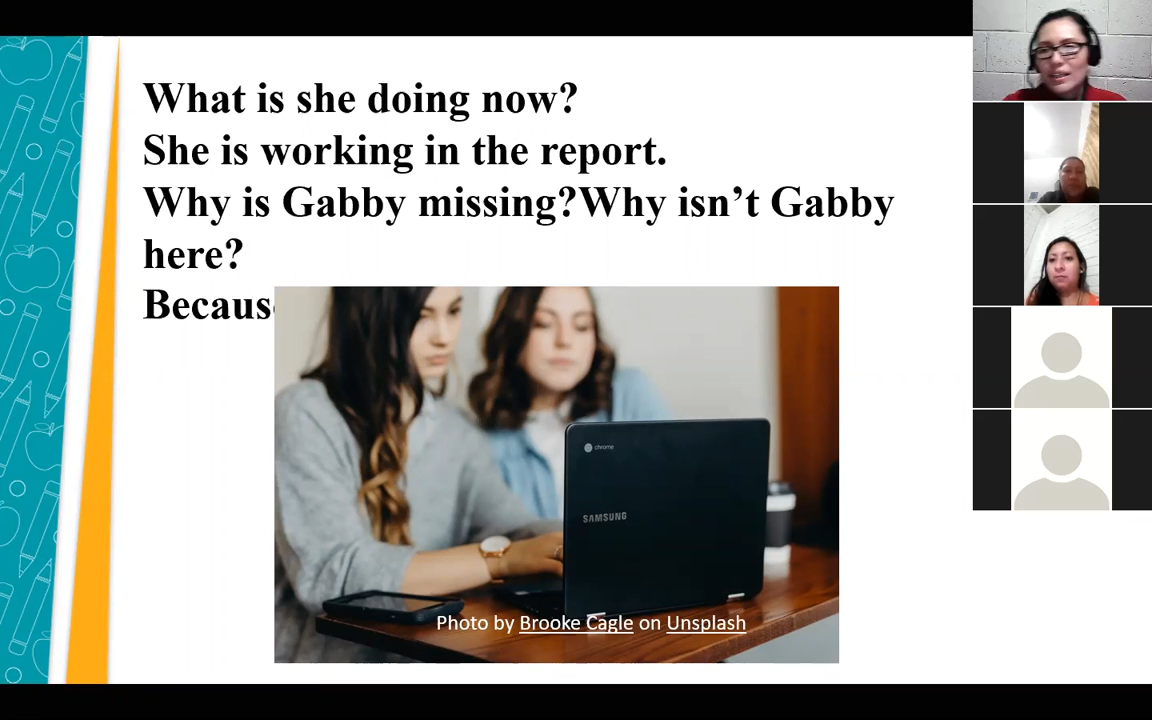 What is she doing now?
She is working in the report.
Why is Gabby missing?Why isn’t Gabby
here?
chrome
SAMSUNG
Photo by Brooke Cagle on Unsplash